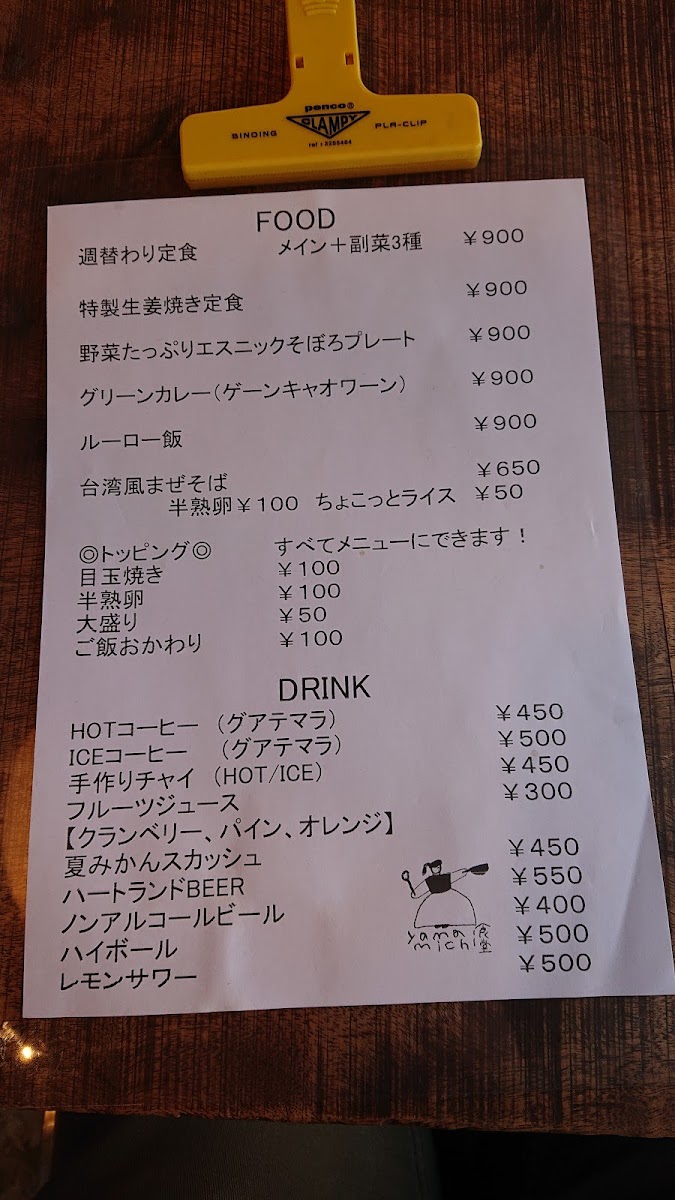 penco®
CLAMPY
BINDING PLA-CLIP
FOOD
週替わり定食 メイン＋副菜3種 ￥900
特製生姜焼き定食 ￥900
野菜たっぷりエスニックそぼろプレート ￥900
グリーンカレー（ゲーンキャオワーン） ￥900
ルーロー飯 ￥900
台湾風まぜそば ￥650
半熟卵￥100 ちょこっとライス ￥50
◎トッピング◎ すべてメニューにできます！
目玉焼き ￥100
半熟卵 ￥100
大盛り ￥50
ご飯おかわり ￥100
DRINK
HOTコーヒー （グアテマラ） ￥450
ICEコーヒー （グアテマラ） ￥500
手作りチャイ （HOT/ICE） ￥450
フルーツジュース ￥300
【クランベリー、パイン、オレンジ】
夏みかんスカッシュ ￥450
ハートランドBEER ￥550
ノンアルコールビール ￥400
ハイボール ￥500
レモンサワー ￥500
yama
michi食堂